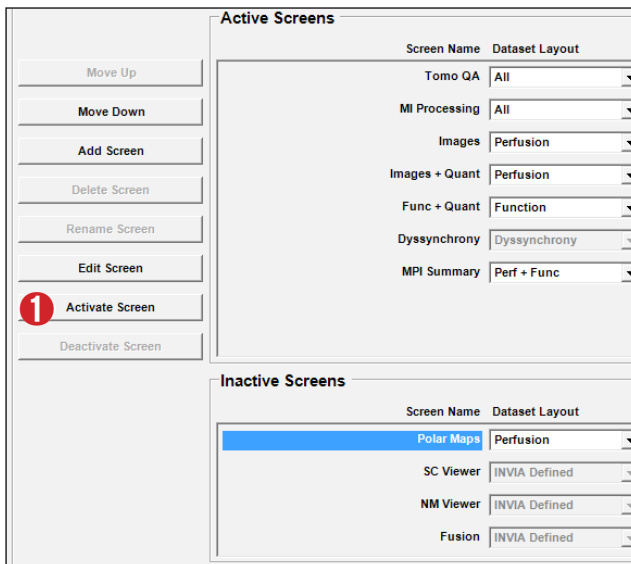 Active Screens
Screen Name Dataset Layout
Move Up
Tomo QA All
Move Down
MI Processing All
Add Screen
Images Perfusion
Images + Quant Perfusion
Delete Screen
Func + Quant Function
Rename Screen
Dyssynchrony Dyssynchrony
Edit Screen
MPI Summary Perf + Func
1 Activate Screen
Deactivate Screen
Inactive Screens
Screen Name Dataset Layout
Polar Maps Perfusion
SC Viewer INVIA Defined
NM Viewer INVIA Defined
Fusion INVIA Defined